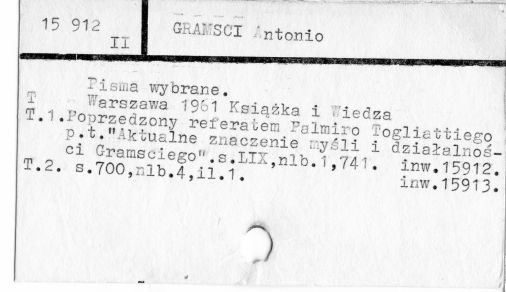 15 912
II
GRAMSCI Antonio
Pisma wybrane.
T Warszawa 1961 Książka i Wiedza
T.1.Poprzedzony referatem Palmiro Togliattiego
p.t."Aktualne znaczenie myśli i działalnoś-
ci Gramsciego".s.LIX,nlb.1,741. inw.15912.
T.2. s.700,nlb.4,il.1. inw.15913.